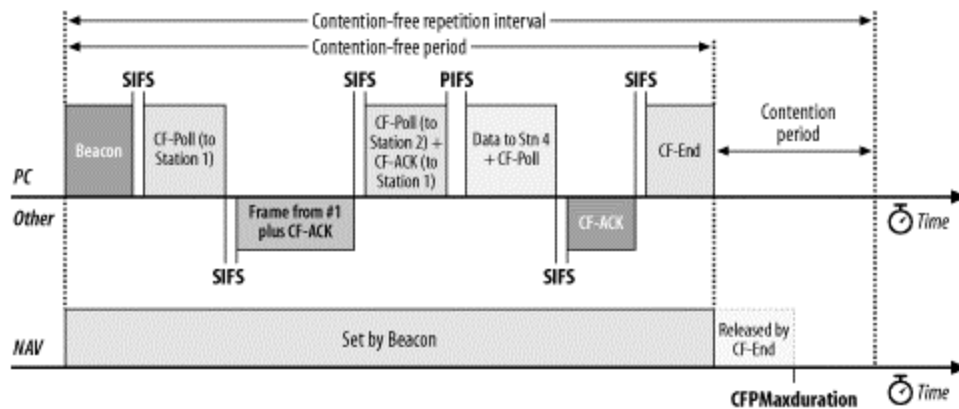 Contention-free repetition interval
Contention-free period
SIFS
SIFS
PIFS
SIFS
Beacon
CF-Poll (to
Station 1)
CF-Poll (to
Station 2) +
CF-ACK (to
Station 1)
Data to Stn 4
+ CF-Poll
CF-End
Contention
period
PC
Other
Frame from #1
plus CF-ACK
CF-ACK
Time
SIFS
SIFS
NAV
Set by Beacon
Released by
CF-End
CFPMaxduration
Time